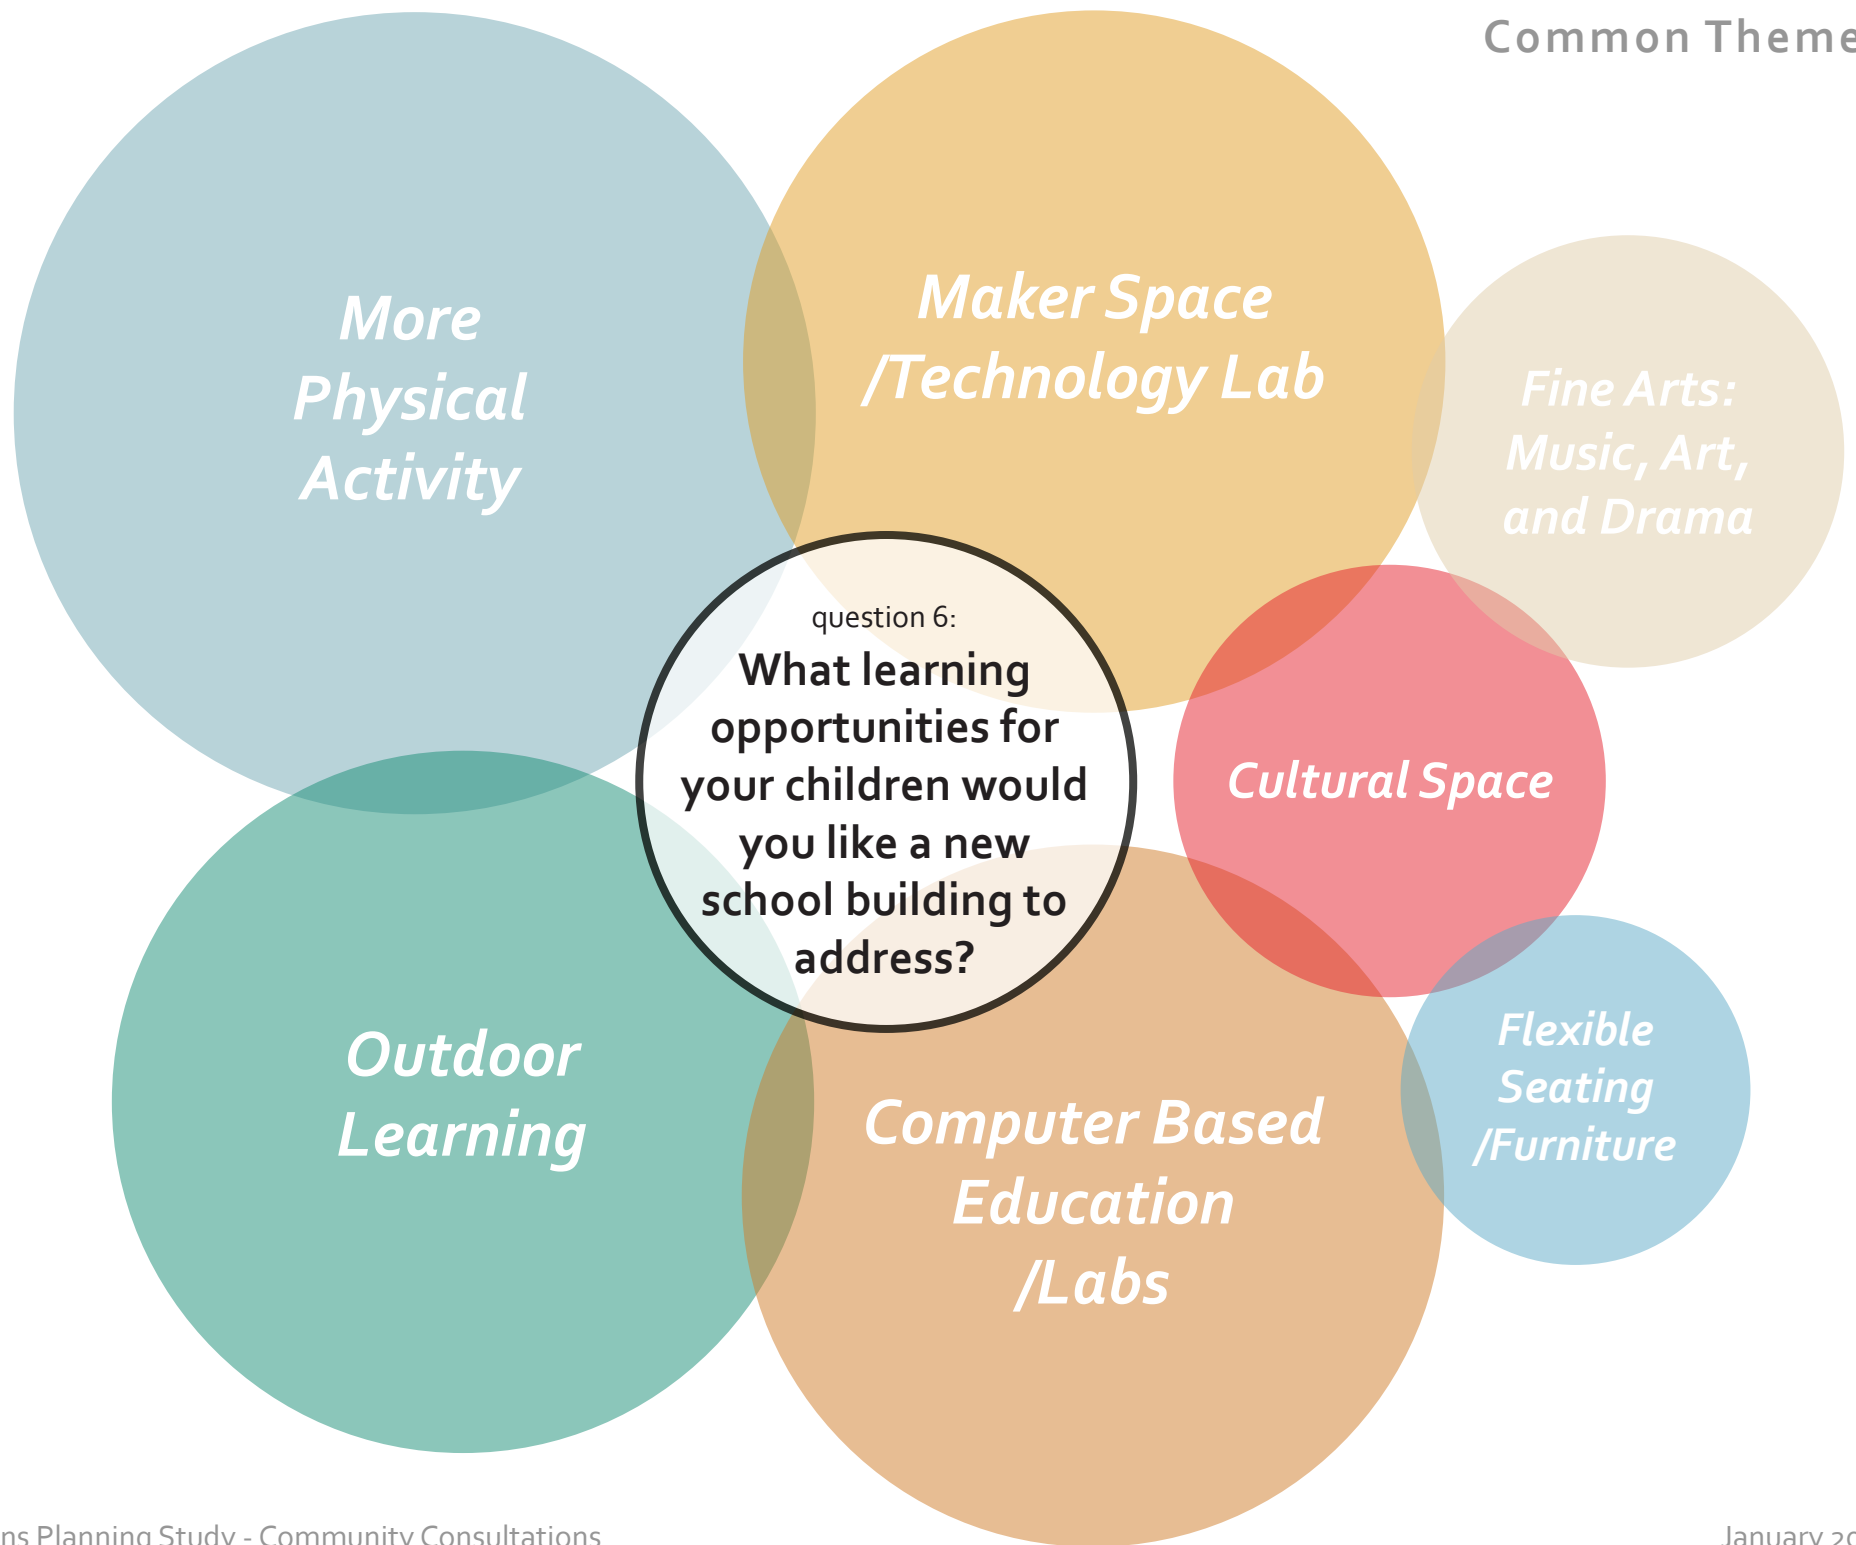 Common Theme
More
Physical
Activity
Maker Space
/Technology Lab
Fine Arts:
Music, Art,
and Drama
question 6:
What learning
opportunities for
your children would
you like a new
school building to
address?
Cultural Space
Outdoor
Learning
Computer Based
Education
/Labs
Flexible
Seating
/Furniture
ns Planning Study - Community Consultations
January 20